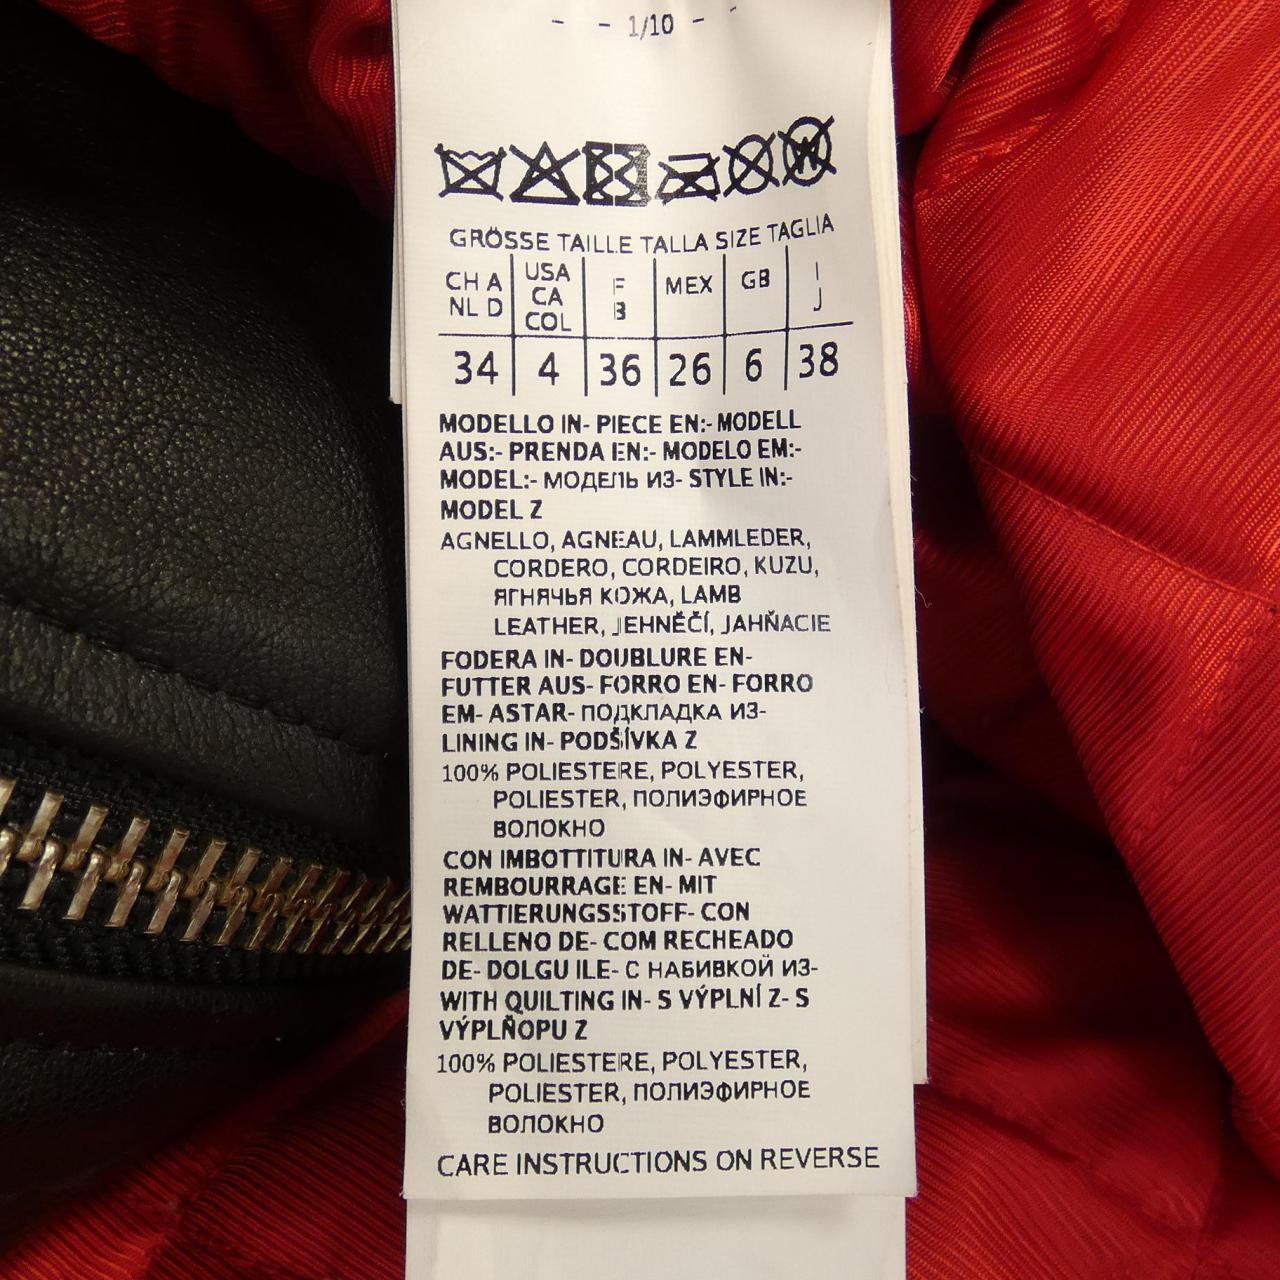 - - 1/10 - -
GRÖSSE TAILLE TALLA SIZE TAGLIA
CH A NL D | USA CA COL | F B | MEX | GB | I J
34 | 4 | 36 | 26 | 6 | 38
MODELLO IN- PIECE EN:- MODELL
AUS:- PRENDA EN:- MODELO EM:-
MODEL:- МОДЕЛЬ ИЗ- STYLE IN:-
MODEL Z
AGNELLO, AGNEAU, LAMMLEDER,
CORDERO, CORDEIRO, KUZU,
ЯГНЯЧЬЯ КОЖА, LAMB
LEATHER, JEHNĚČÍ, JAHŇACIE
FODERA IN- DOUBLURE EN-
FUTTER AUS- FORRO EN- FORRO
EM- ASTAR- ПОДКЛАДКА ИЗ-
LINING IN- PODŠÍVKA Z
100% POLIESTERE, POLYESTER,
POLIESTER, ПОЛИЭФИРНОЕ
ВОЛОКНО
CON IMBOTTITURA IN- AVEC
REMBOURRAGE EN- MIT
WATTIERUNGSSTOFF- CON
RELLENO DE- COM RECHEADO
DE- DOLGU ILE- С НАБИВКОЙ ИЗ-
WITH QUILTING IN- S VÝPLNÍ Z- S
VÝPLŇOPU Z
100% POLIESTERE, POLYESTER,
POLIESTER, ПОЛИЭФИРНОЕ
ВОЛОКНО
CARE INSTRUCTIONS ON REVERSE